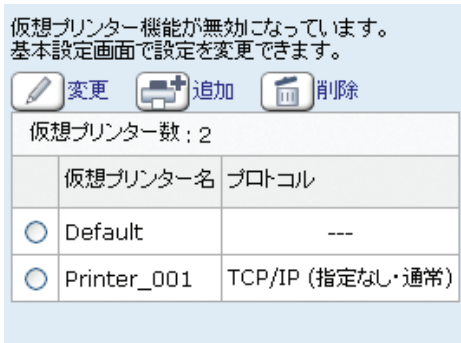 仮想プリンター機能が無効になっています。
基本設定画面で設定を変更できます。
変更 追加 削除
仮想プリンター数 : 2
仮想プリンター名 プロトコル
Default ---
Printer_001 TCP/IP (指定なし・通常)